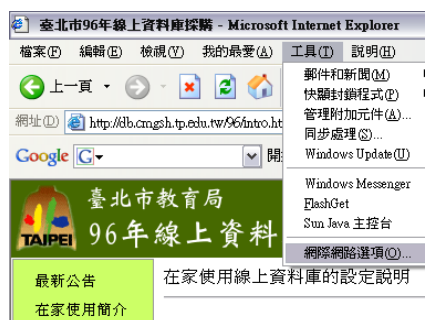 臺北市96年線上資料庫採購 - Microsoft Internet Explorer
檔案(F) 編輯(E) 檢視(V) 我的最愛(A) 工具(T) 說明(H)
郵件和新聞(M)
快顯封鎖程式(P)
管理附加元件(A)...
同步處理(S)...
Windows Update(U)
Windows Messenger
FlashGet
Sun Java 主控台
網際網路選項(O)...
上一頁
網址(D) http://db.cmgsh.tp.edu.tw/96/intro.ht
Google G 開
臺北市教育局
TAIPEI 96年線上資料
最新公告
在家使用簡介
在家使用線上資料庫的設定說明